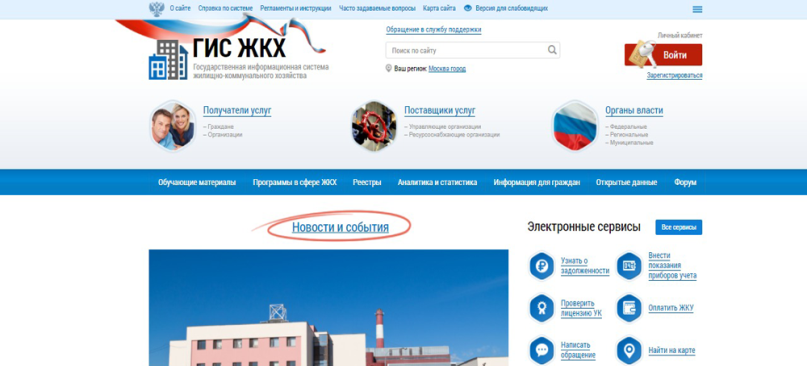 О сайте Справка по системе Регламенты и инструкции Часто задаваемые вопросы Карта сайта Версия для слабовидящих
ГИС ЖКХ
Государственная информационная система
жилищно-коммунального хозяйства
Обращение в службу поддержки
Поиск по сайту
Ваш регион: Москва город
Личный кабинет
Войти
Зарегистрироваться
Получатели услуг
– Граждане
– Организации
Поставщики услуг
– Управляющие организации
– Ресурсоснабжающие организации
Органы власти
– Федеральные
– Региональные
– Муниципальные
Обучающие материалы Программы в сфере ЖКХ Реестры Аналитика и статистика Информация для граждан Открытые данные Форум
Новости и события
Электронные сервисы Все сервисы
Узнать о
задолженности
Внести
показания
приборов учета
Проверить
лицензию УК
Оплатить ЖКУ
Написать
обращение
Найти на карте